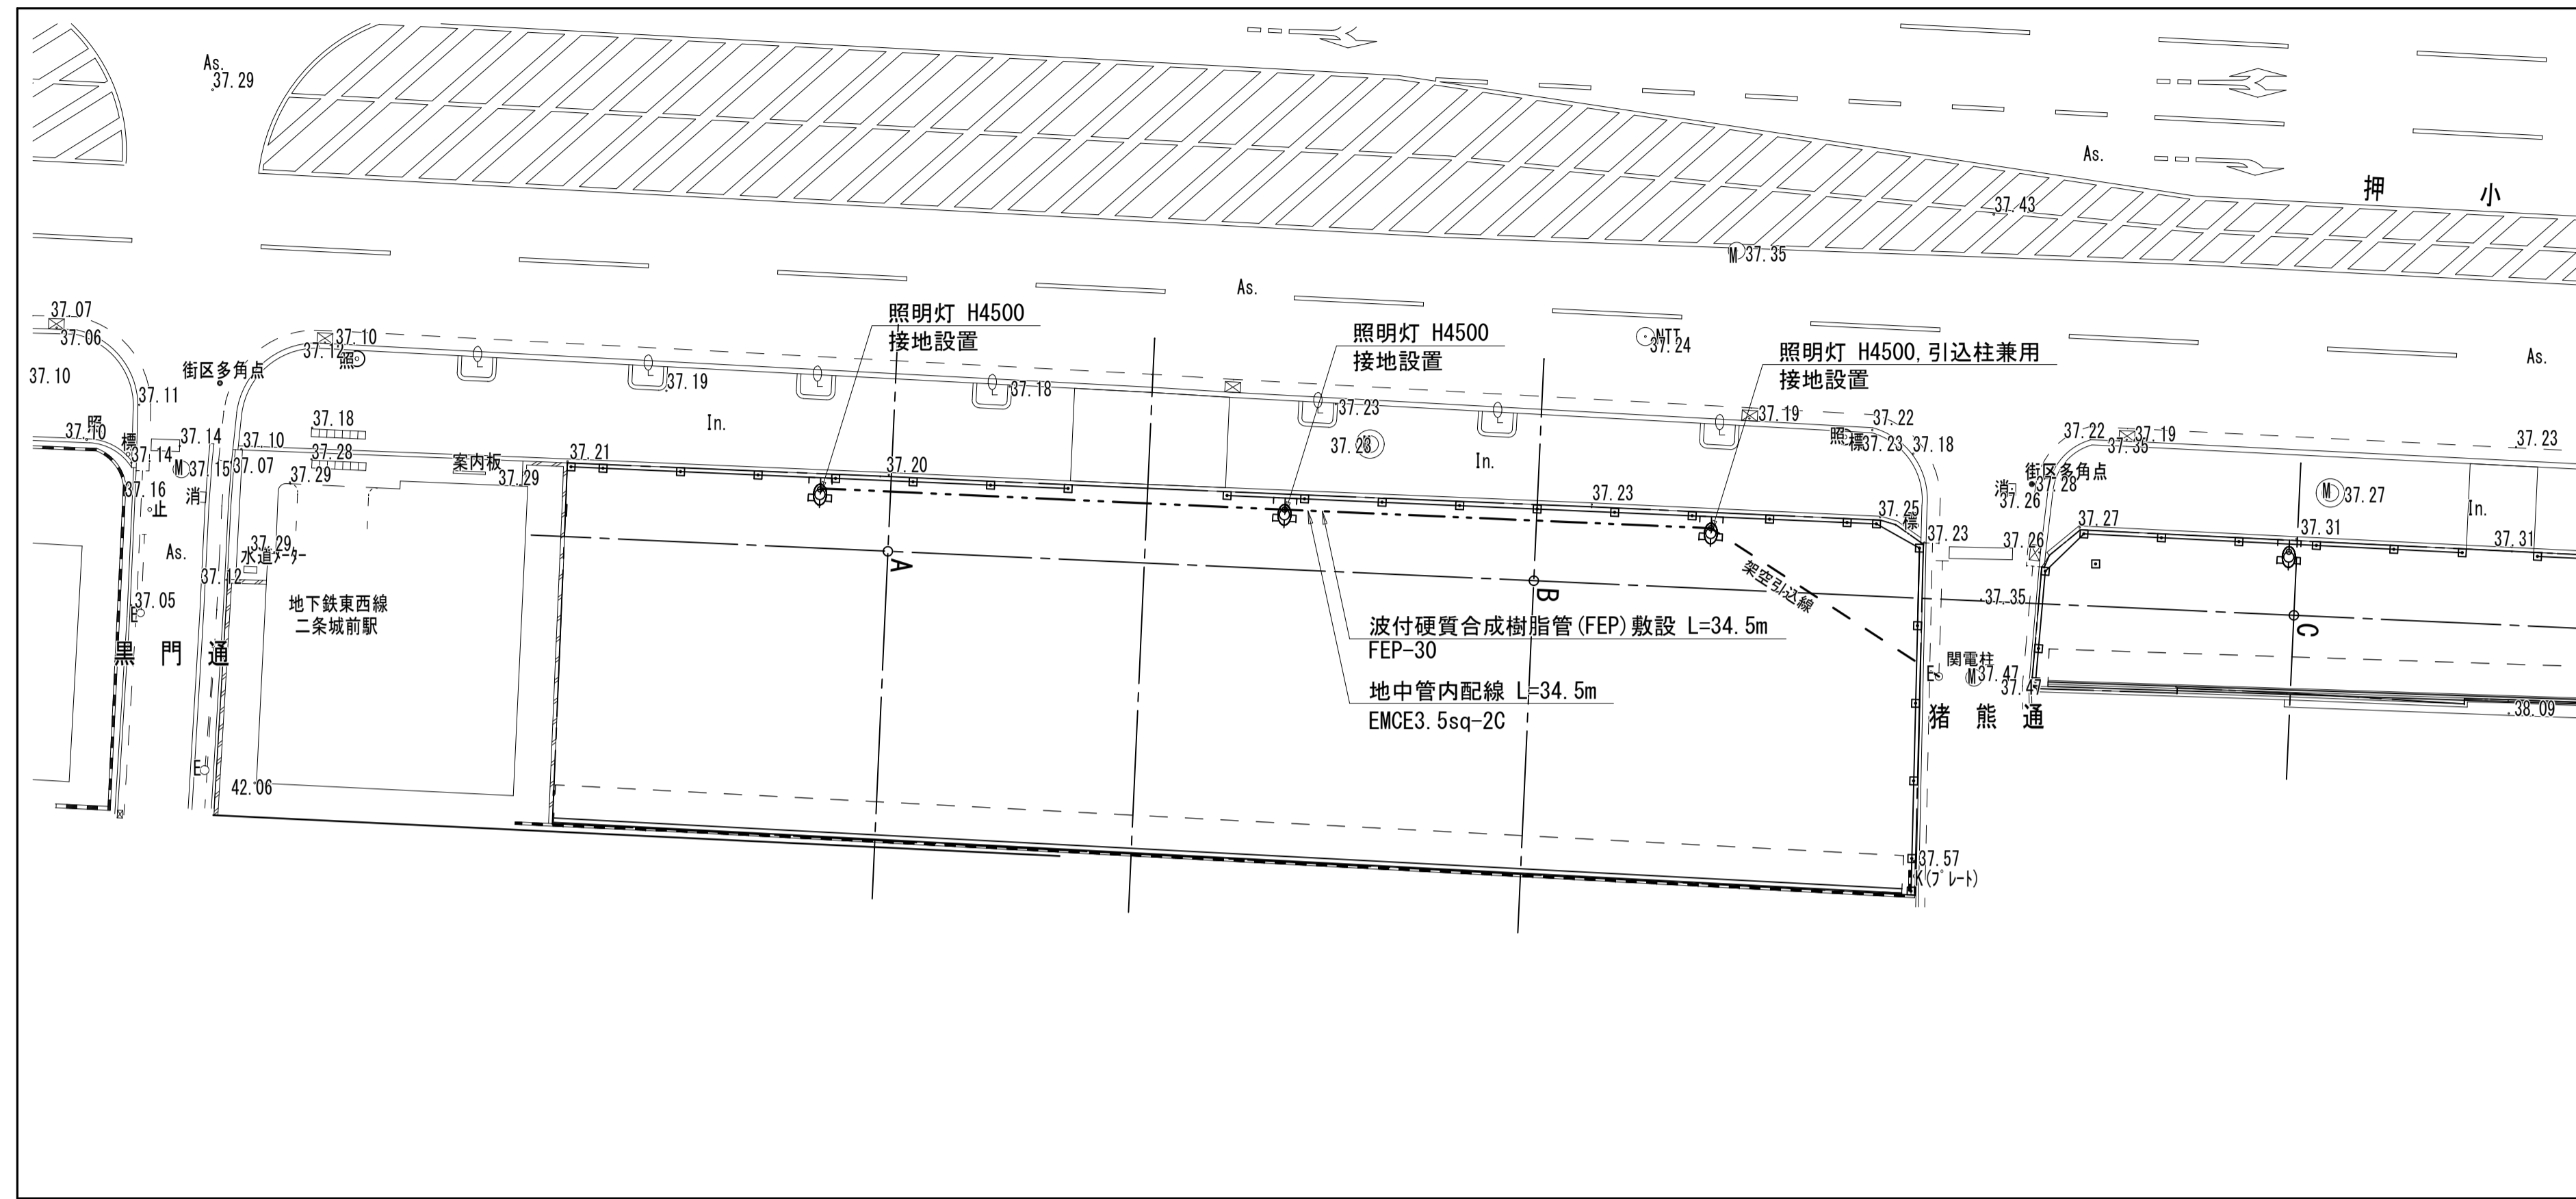 As.
37.29
As.
押　小
37.43
M 37.35
As.
37.07
37.06
37.10
37.11
街区多角点
37.12
37.10
照
照明灯 H4500
接地設置
照明灯 H4500
接地設置
NTT
37.24
照明灯 H4500,引込柱兼用
接地設置
As.
37.19
37.18
In.
37.23
37.23
In.
37.19
37.22
照
標
37.23
37.18
37.22
37.35
37.19
37.23
照
37.10
標
37.14
37.14
37.10
M 37.15
37.07
37.18
37.28
37.29
案内板
37.29
37.21
37.20
37.23
37.25
標
37.23
街区多角点
消
37.28
37.26
M 37.27
In.
37.16
止
消
As.
37.29
水道メーター
37.12
37.27
37.26
37.31
37.31
A
B
C
架空引込線
37.35
37.05
E
地下鉄東西線
二条城前駅
波付硬質合成樹脂管(FEP)敷設 L=34.5m
FEP-30
地中管内配線 L=34.5m
EMCE3.5sq-2C
黒　門　通
関電柱
E
M 37.47
37.47
猪　熊　通
38.09
E
42.06
37.57
K(プレート)